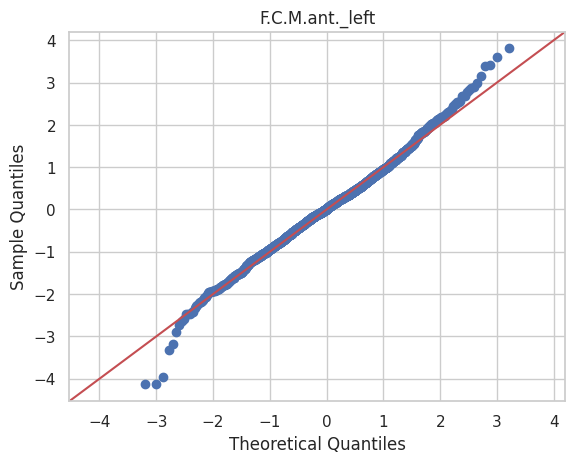 F.C.M.ant._left
4
3
2
1
0
−1
−2
−3
−4
Sample Quantiles
−4 −3 −2 −1 0 1 2 3 4
Theoretical Quantiles